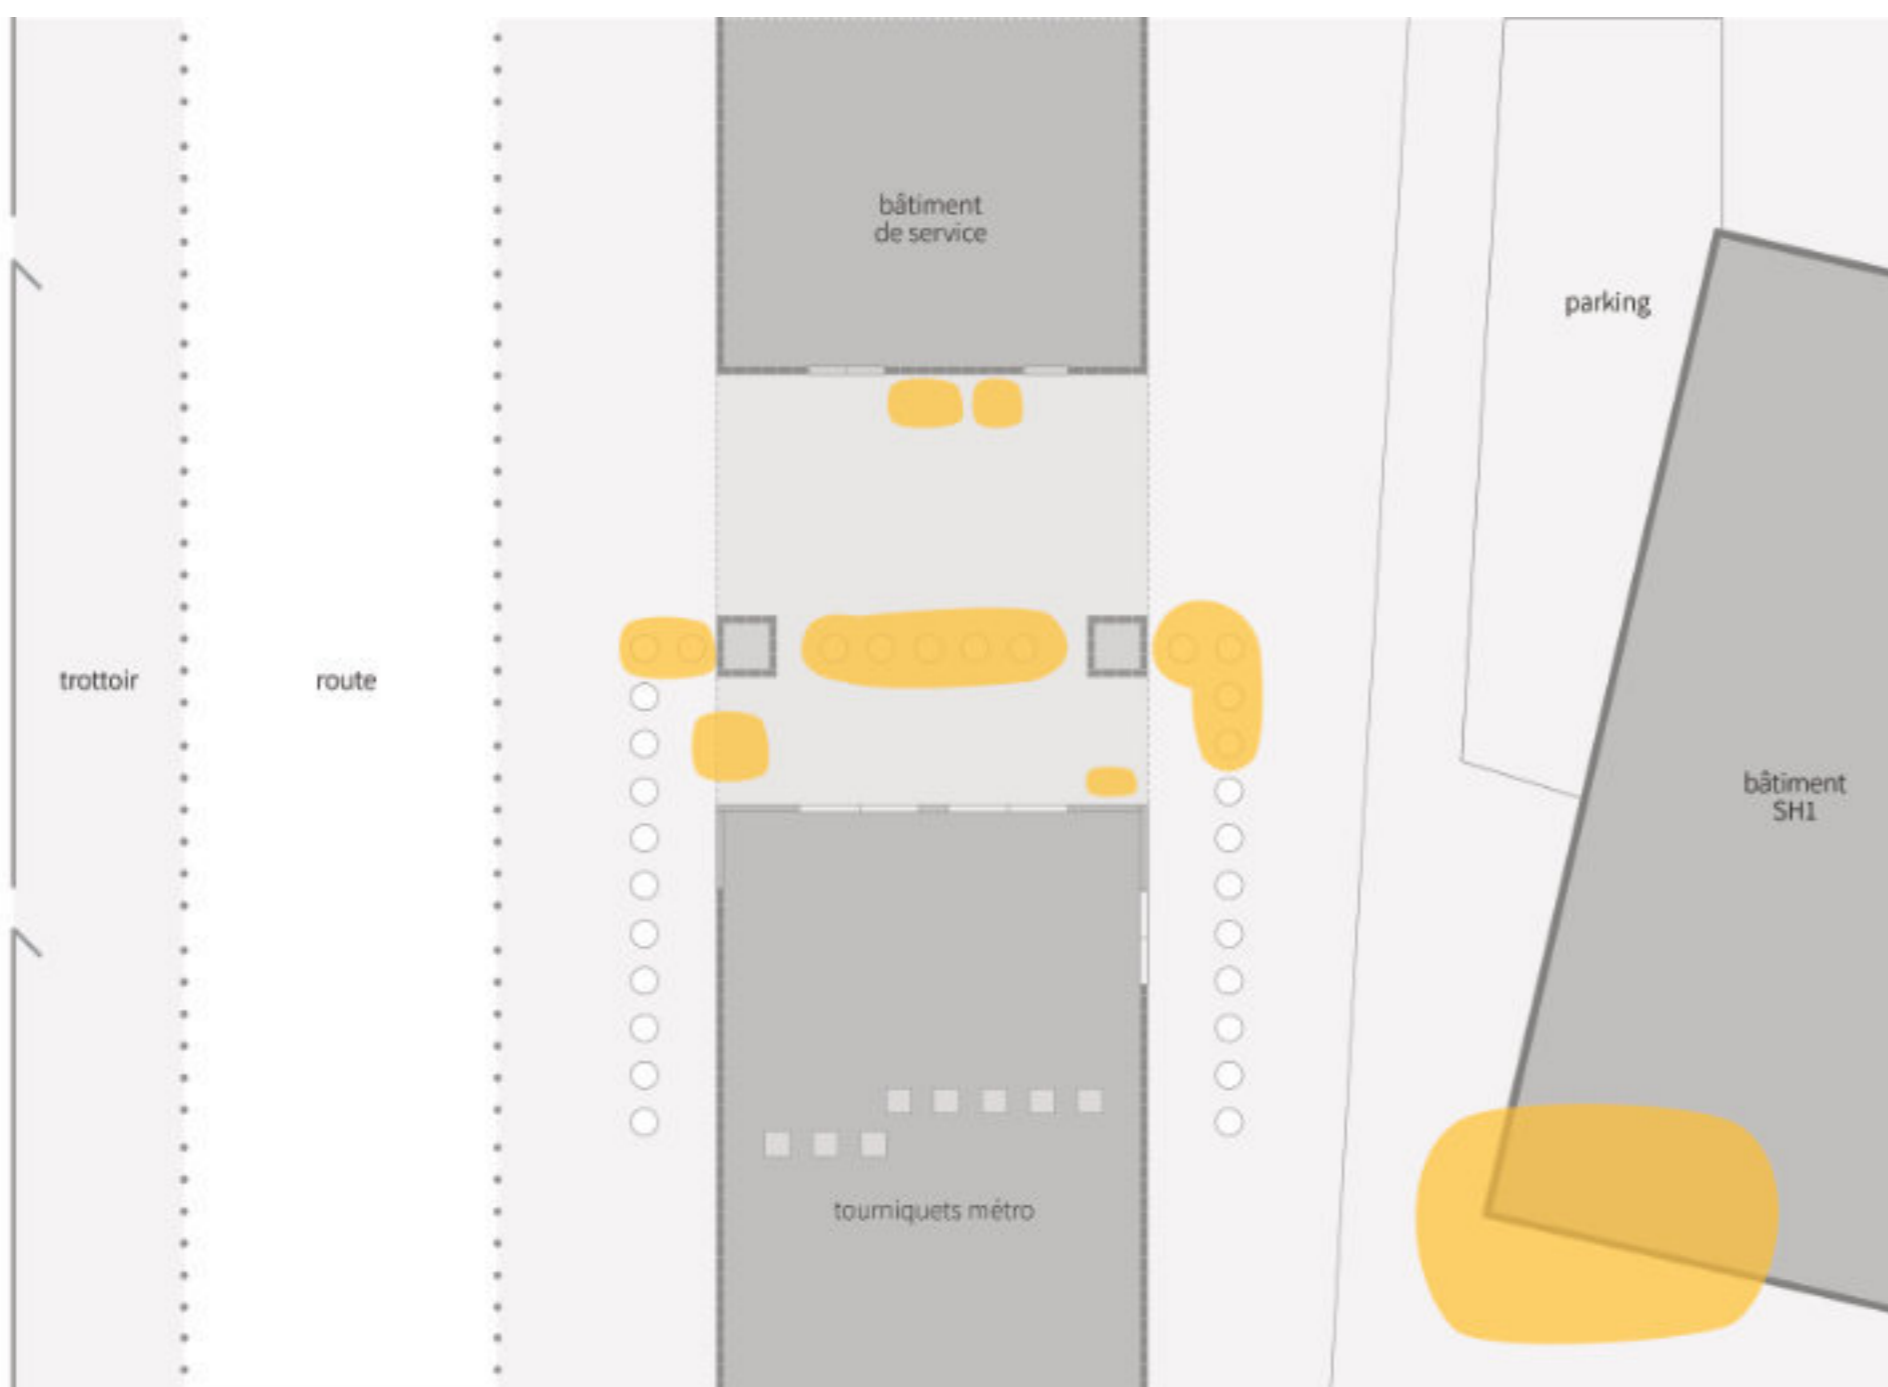 bâtiment
de service
parking
trottoir
route
bâtiment
SH1
tourniquets métro